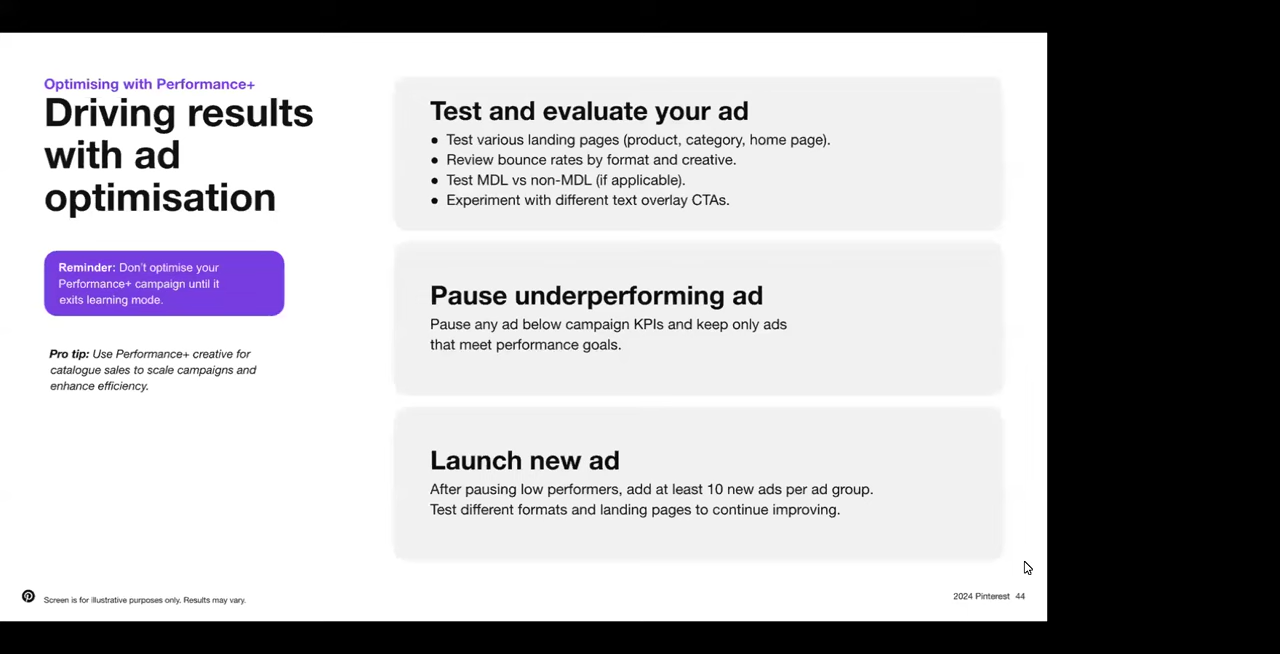 Optimising with Performance+
Driving results
with ad
optimisation
Reminder: Don't optimise your
Performance+ campaign until it
exits learning mode.
Pro tip: Use Performance+ creative for
catalogue sales to scale campaigns and
enhance efficiency.
Test and evaluate your ad
● Test various landing pages (product, category, home page).
● Review bounce rates by format and creative.
● Test MDL vs non-MDL (if applicable).
● Experiment with different text overlay CTAs.
Pause underperforming ad
Pause any ad below campaign KPIs and keep only ads
that meet performance goals.
Launch new ad
After pausing low performers, add at least 10 new ads per ad group.
Test different formats and landing pages to continue improving.
Screen is for illustrative purposes only. Results may vary.
2024 Pinterest 44